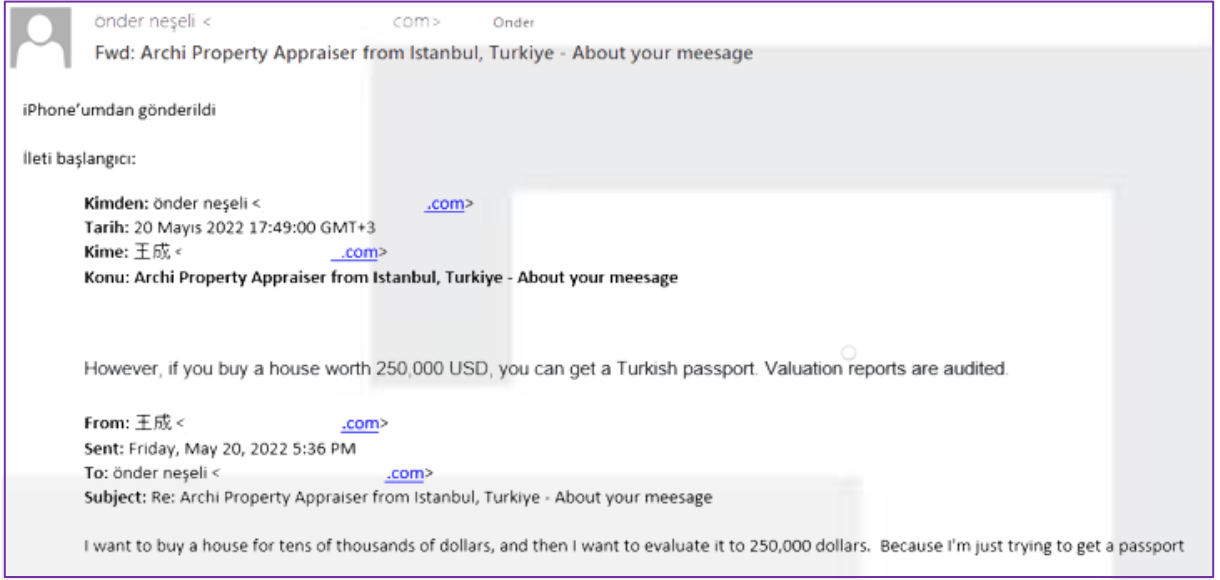 önder neşeli < com> Onder
Fwd: Archi Property Appraiser from Istanbul, Turkiye - About your meesage
iPhone'umdan gönderildi
İleti başlangıcı:
Kimden: önder neşeli < .com>
Tarih: 20 Mayıs 2022 17:49:00 GMT+3
Kime: 王成 < .com>
Konu: Archi Property Appraiser from Istanbul, Turkiye - About your meesage
However, if you buy a house worth 250,000 USD, you can get a Turkish passport. Valuation reports are audited.
From: 王成 < .com>
Sent: Friday, May 20, 2022 5:36 PM
To: önder neşeli < .com>
Subject: Re: Archi Property Appraiser from Istanbul, Turkiye - About your meesage
I want to buy a house for tens of thousands of dollars, and then I want to evaluate it to 250,000 dollars. Because I'm just trying to get a passport